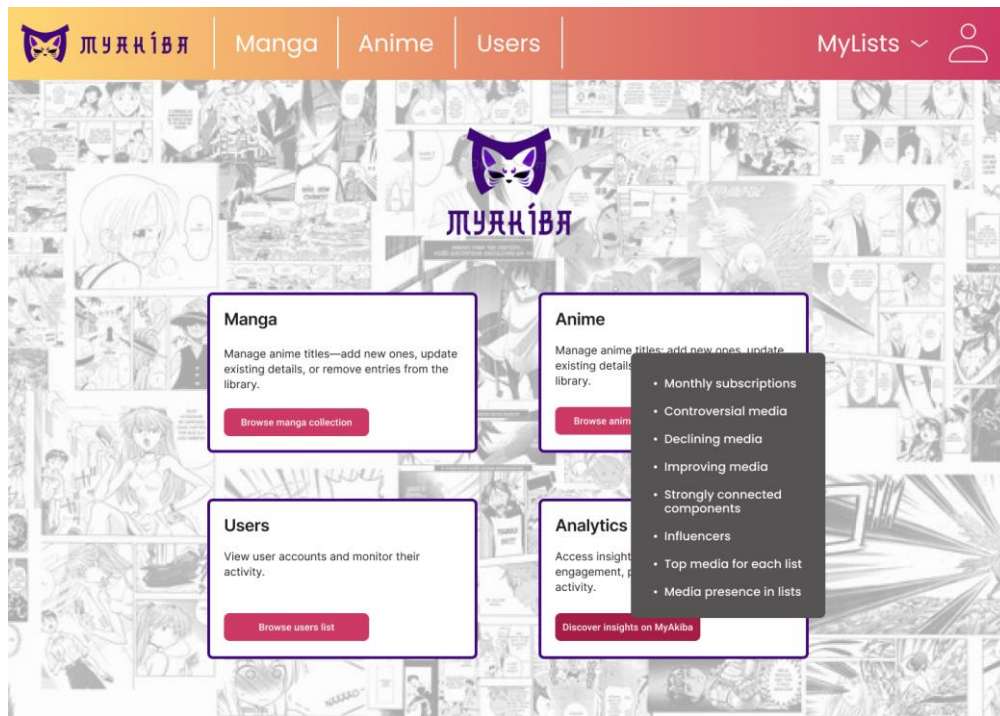 MYAKÍBA
Manga
Anime
Users
MyLists
MYAKÍBA
Manga
Manage anime titles—add new ones, update
existing details, or remove entries from the
library.
Browse manga collection
Anime
Manage anime titles: add new ones, update
existing details
library.
Browse anim
Monthly subscriptions
Controversial media
Declining media
Improving media
Strongly connected
components
Influencers
Top media for each list
Media presence in lists
Users
View user accounts and monitor their
activity.
Browse users list
Analytics
Access insight
engagement, p
activity.
Discover insights on MyAkiba